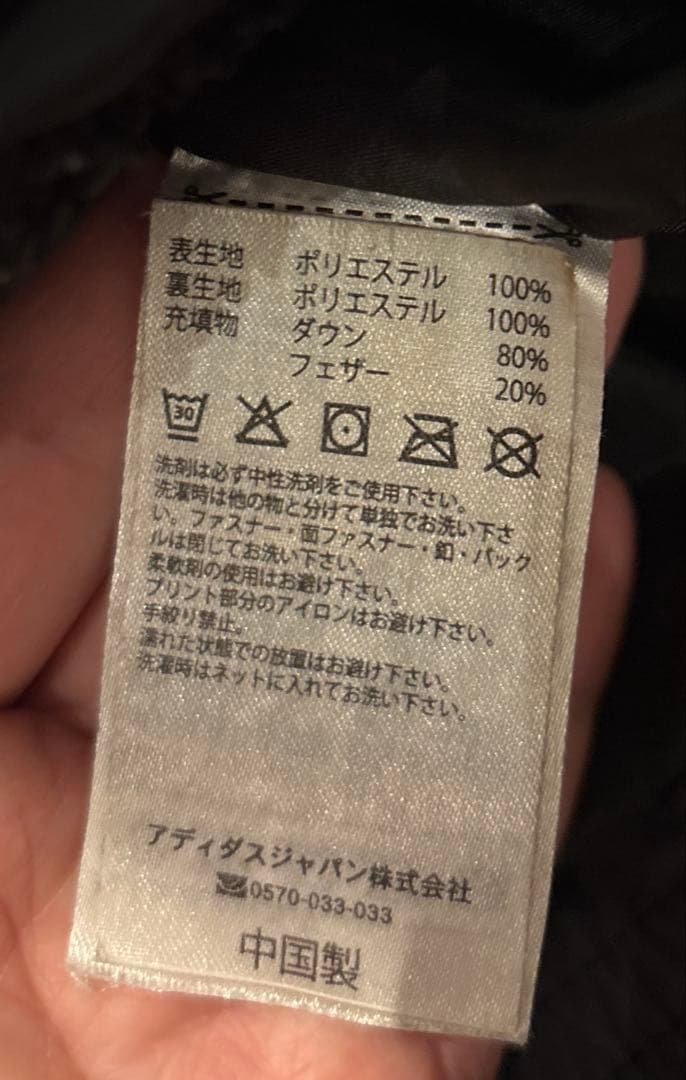 表生地 ポリエステル 100%
裏生地 ポリエステル 100%
充填物 ダウン 80%
フェザー 20%
30
洗剤は必ず中性洗剤をご使用下さい。
洗濯時は他の物と分けて単独でお洗い下さ
い。ファスナー・面ファスナー・釦・バック
ルは閉じてお洗い下さい。
柔軟剤の使用はお避け下さい。
プリント部分のアイロンはお避け下さい。
手絞り禁止。
濡れた状態での放置はお避け下さい。
洗濯時はネットに入れてお洗い下さい。
アディダスジャパン株式会社
0570-033-033
中国製